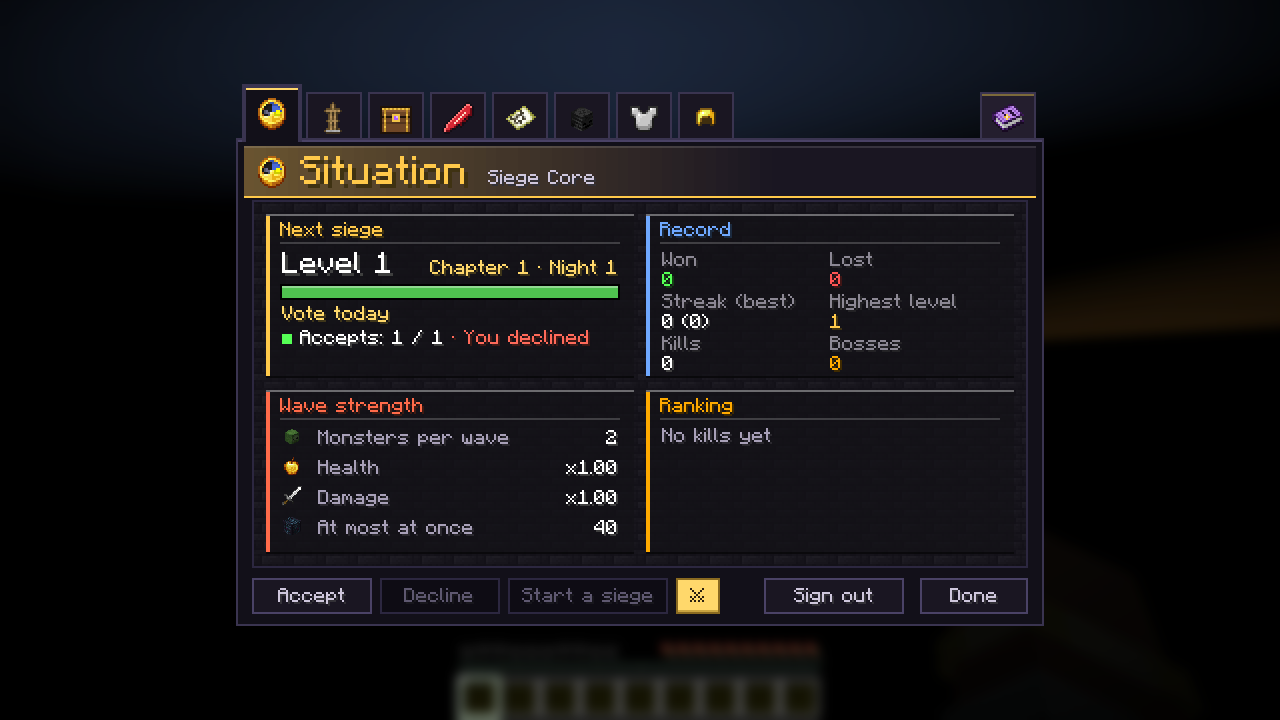 Situation Siege Core
Next siege
Level 1 Chapter 1 · Night 1
Vote today
Accepts: 1 / 1 · You declined
Record
Won Lost
0 0
Streak (best) Highest level
0 (0) 1
Kills Bosses
0 0
Wave strength
Monsters per wave 2
Health x1.00
Damage x1.00
At most at once 40
Ranking
No kills yet
Accept Decline Start a siege Sign out Done